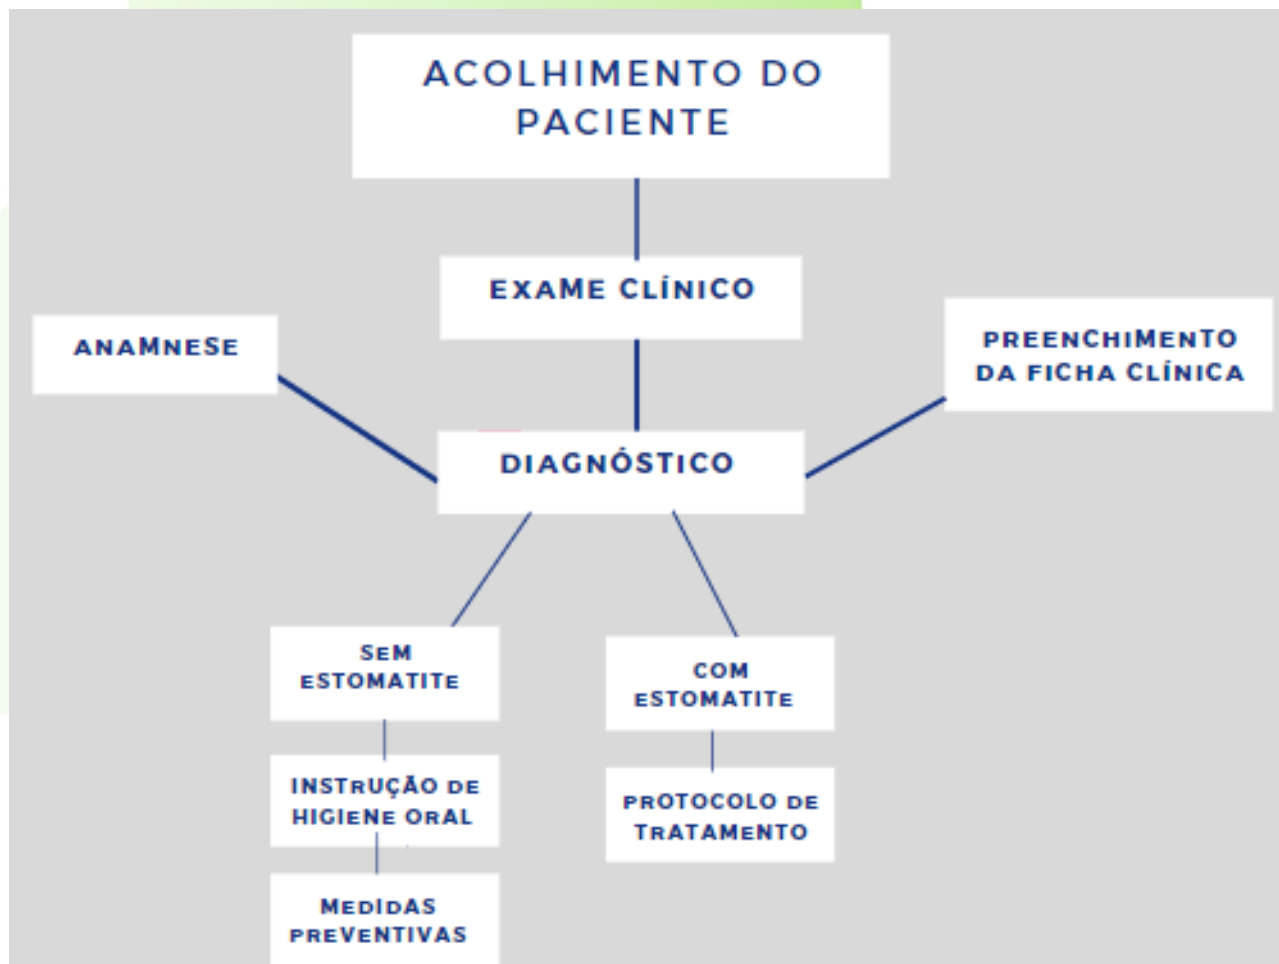 ACOLHIMENTO DO
PACIENTE
EXAME CLÍNICO
ANAMNESE
PREENCHIMENTO
DA FICHA CLÍNICA
DIAGNÓSTICO
SEM
ESTOMATITE
COM
ESTOMATITE
INSTRUÇÃO DE
HIGIENE ORAL
PROTOCOLO DE
TRATAMENTO
MEDIDAS
PREVENTIVAS